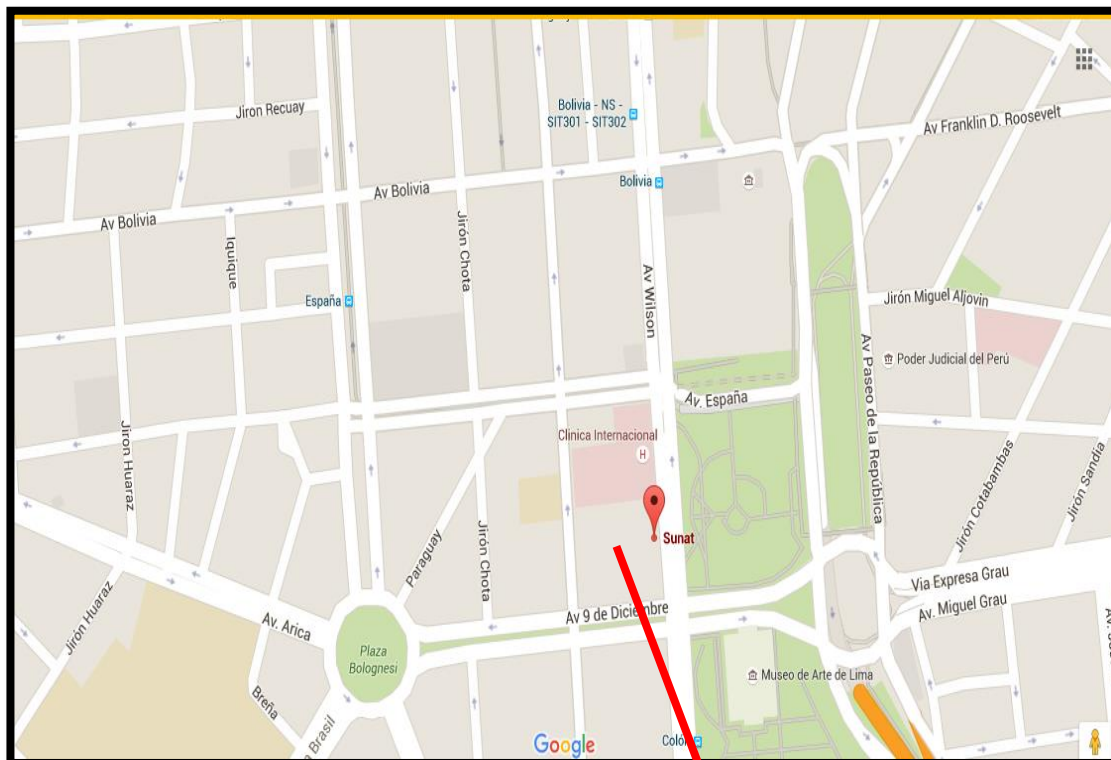 Jiron Recuay
Bolivia - NS -
SIT301 - SIT302
Av Franklin D. Roosevelt
Av Bolivia
Bolivia
Av Bolivia
Iquique
Jirón Chota
Av Wilson
España
Jirón Miguel Aljovin
Av Paseo de la República
Poder Judicial del Perú
Av. España
Jiron Huaraz
Clinica Internacional
H
Jirón Cotabambas
Jirón Sandia
Sunat
Paraguay
Jirón Chota
Via Expresa Grau
Av. Miguel Grau
Jirón Huaraz
Av. Arica
Av 9 de Diciembre
Plaza
Bolognesi
Museo de Arte de Lima
Breña
Brasil
Google
Colón